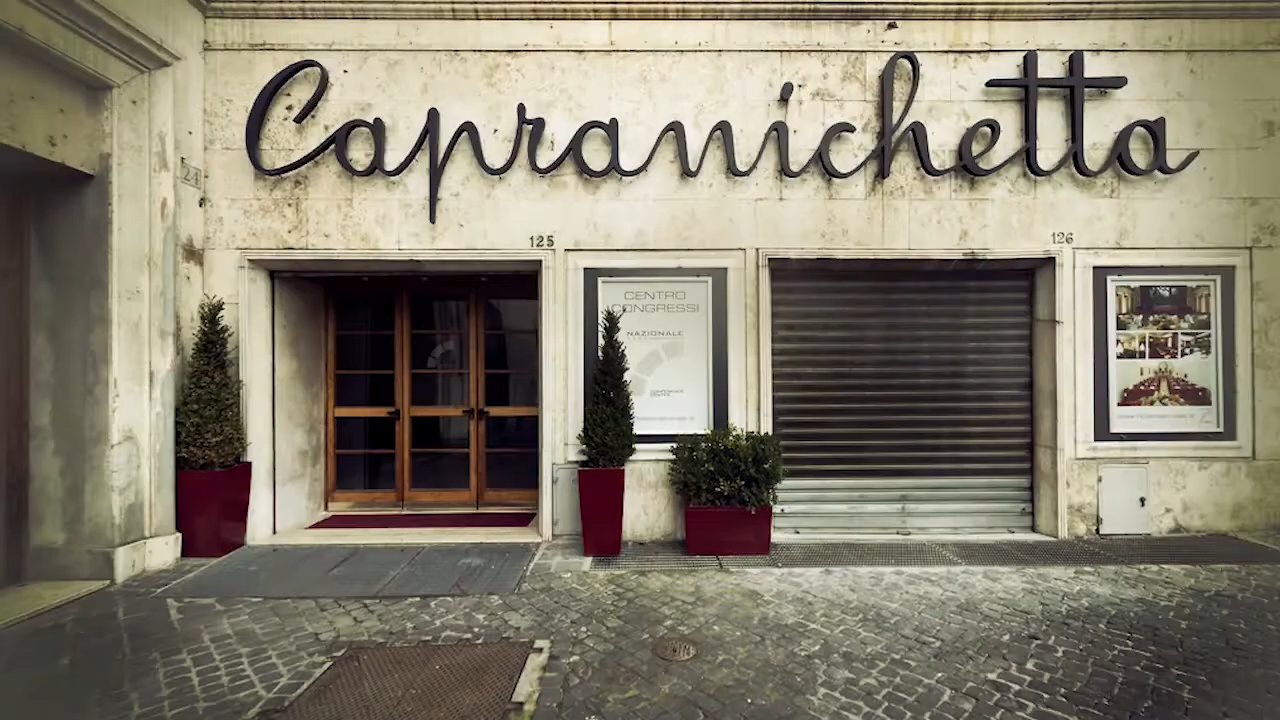 Capranichetta
24
125
126
CENTRO
CONGRESSI
NAZIONALE